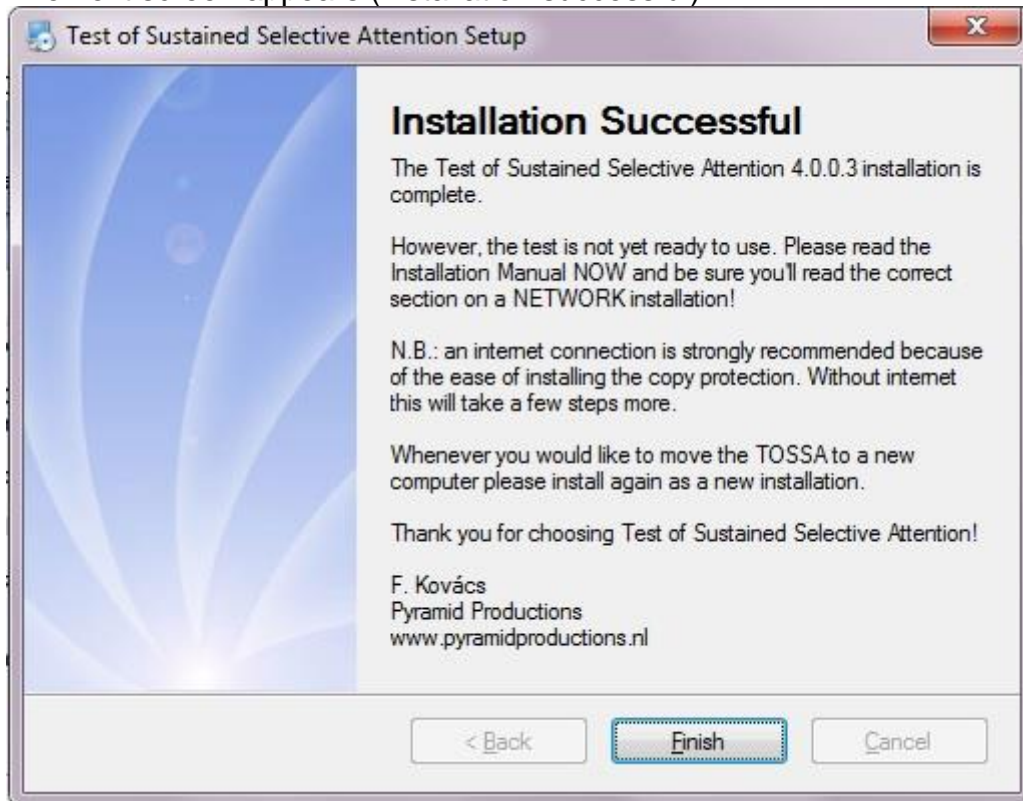 Test of Sustained Selective Attention Setup
Installation Successful
The Test of Sustained Selective Attention 4.0.0.3 installation is
complete.
However, the test is not yet ready to use. Please read the
Installation Manual NOW and be sure you'll read the correct
section on a NETWORK installation!
N.B.: an internet connection is strongly recommended because
of the ease of installing the copy protection. Without internet
this will take a few steps more.
Whenever you would like to move the TOSSA to a new
computer please install again as a new installation.
Thank you for choosing Test of Sustained Selective Attention!
F. Kovács
Pyramid Productions
www.pyramidproductions.nl
< Back
Finish
Cancel